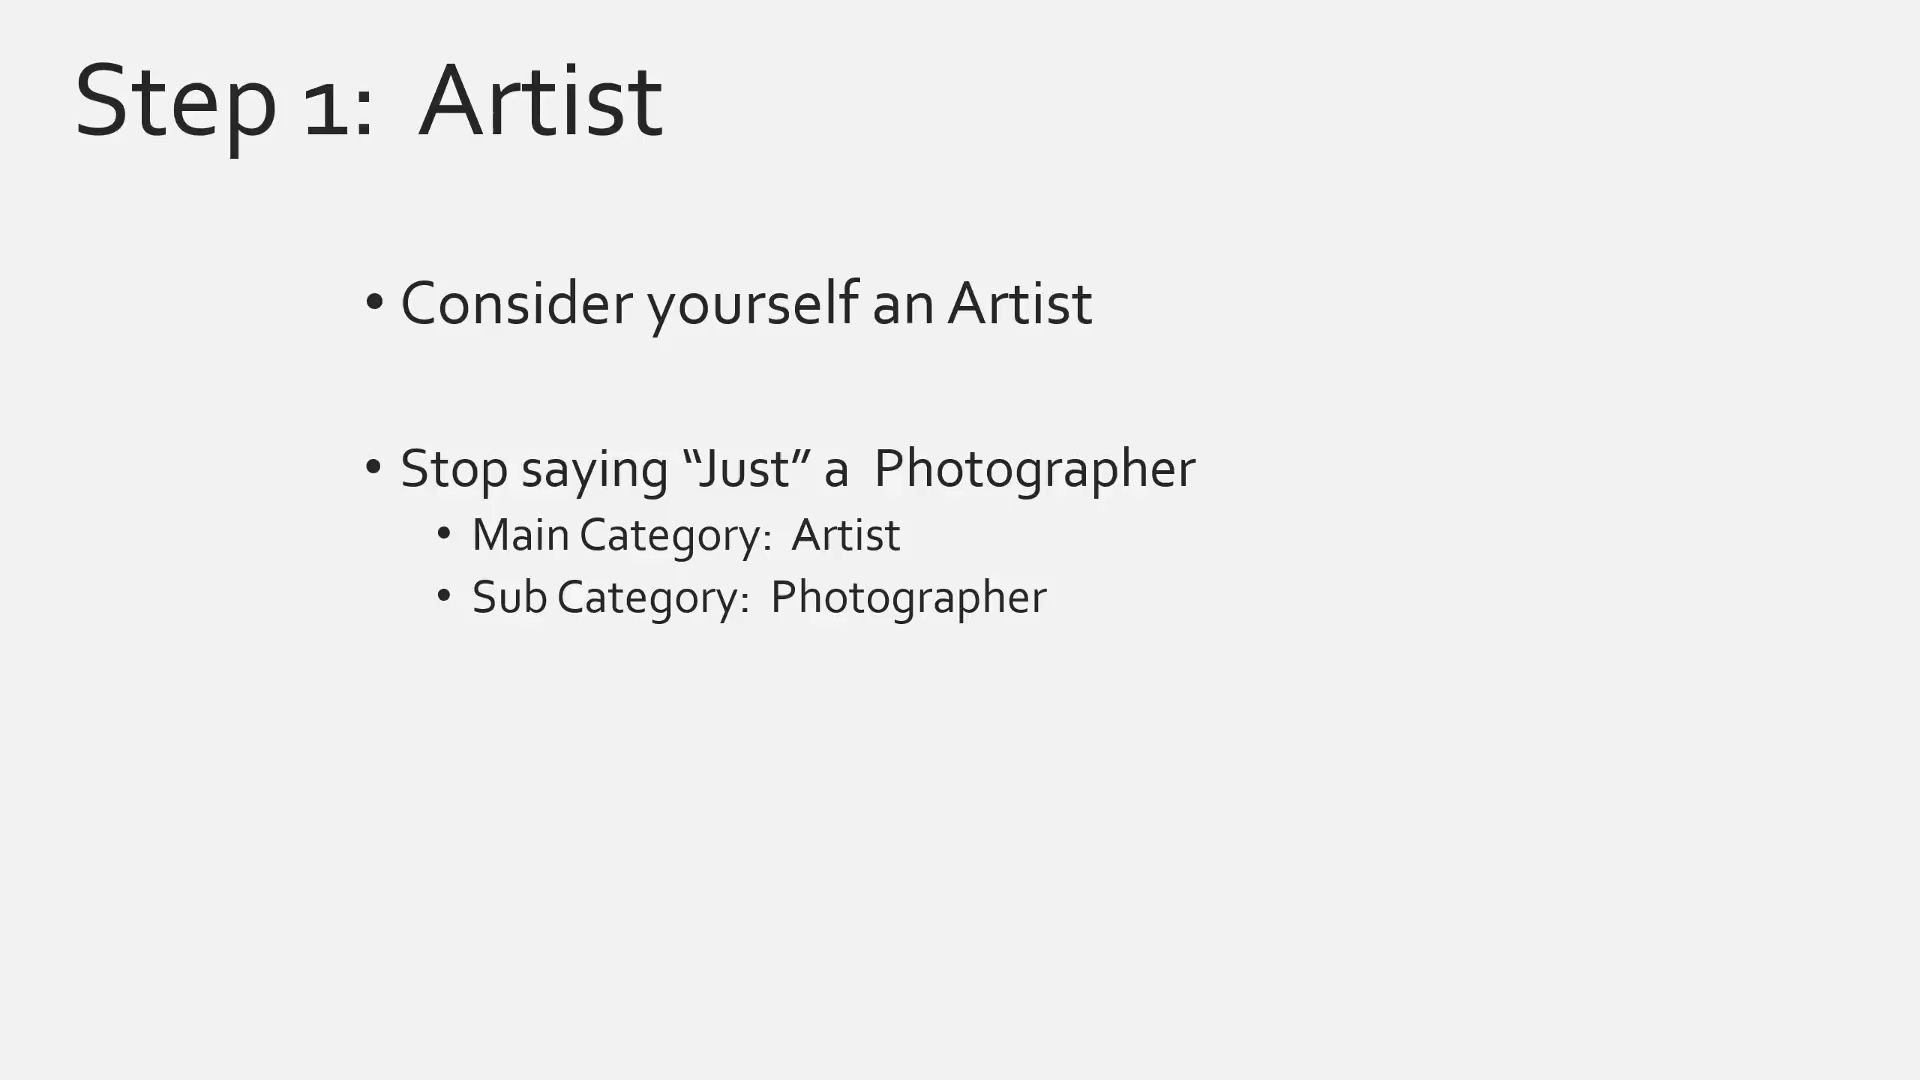 Step 1:  Artist
• Consider yourself an Artist
• Stop saying “Just” a  Photographer
• Main Category:  Artist
• Sub Category:  Photographer